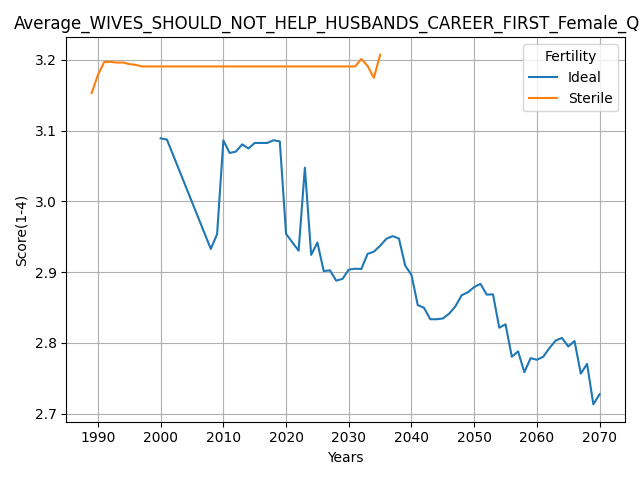 Average_WIVES_SHOULD_NOT_HELP_HUSBANDS_CAREER_FIRST_Female_Q
Fertility
Ideal
Sterile
Score(1-4)
3.2
3.1
3.0
2.9
2.8
2.7
1990 2000 2010 2020 2030 2040 2050 2060 2070
Years